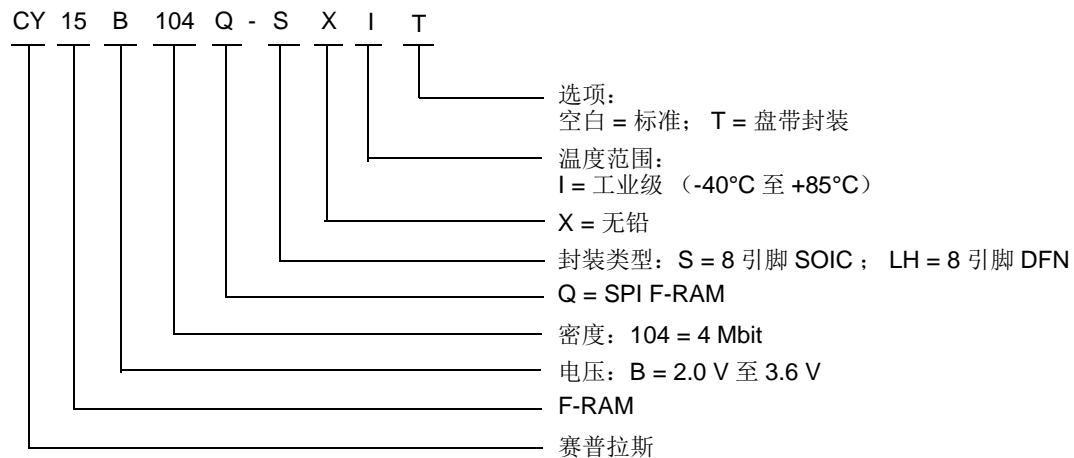 CY 15 B 104 Q - S X I T
选项：
空白 = 标准； T = 盘带封装
温度范围：
I = 工业级 （-40°C 至 +85°C）
X = 无铅
封装类型：S = 8 引脚 SOIC ； LH = 8 引脚 DFN
Q = SPI F-RAM
密度：104 = 4 Mbit
电压：B = 2.0 V 至 3.6 V
F-RAM
赛普拉斯